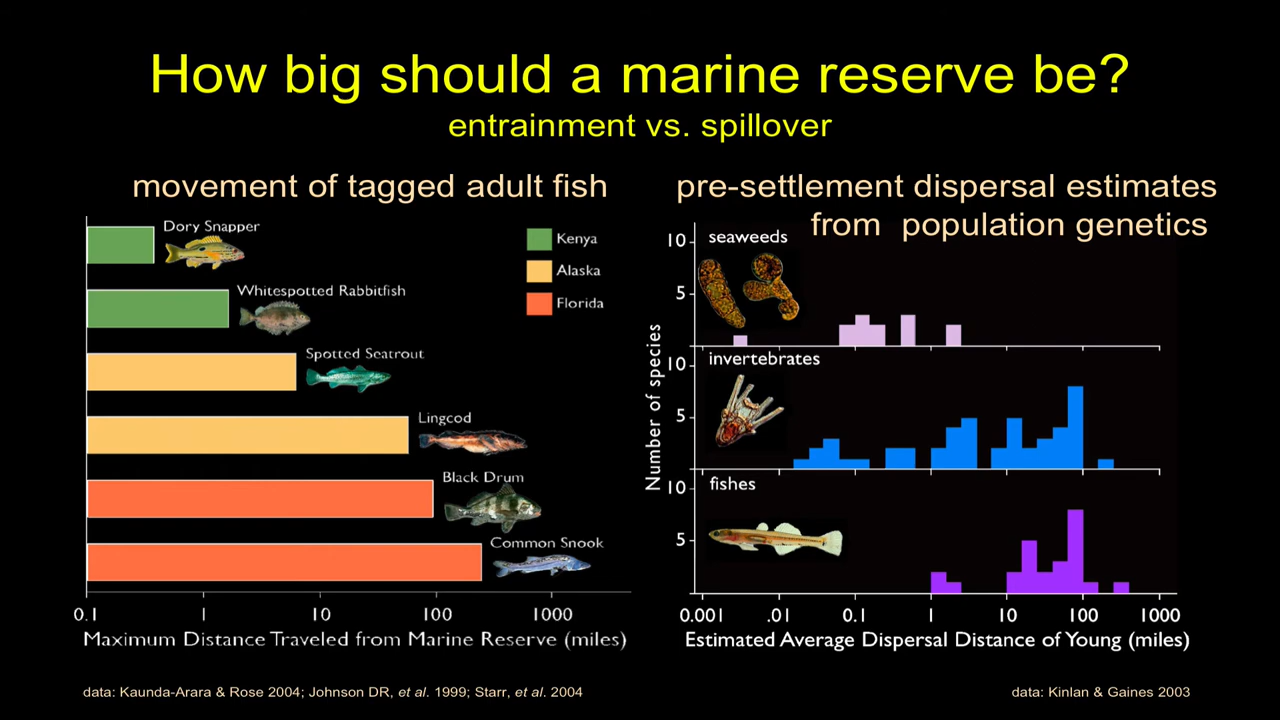 How big should a marine reserve be?
entrainment vs. spillover
movement of tagged adult fish
Dory Snapper
Whitespotted Rabbitfish
Spotted Seatrout
Lingcod
Black Drum
Common Snook
Kenya
Alaska
Florida
0.1 1 10 100 1000
Maximum Distance Traveled from Marine Reserve (miles)
data: Kaunda-Arara & Rose 2004; Johnson DR, et al. 1999; Starr, et al. 2004
pre-settlement dispersal estimates
from population genetics
Number of species
10
5
seaweeds
10
5
invertebrates
10
5
fishes
0.001 .01 0.1 1 10 100 1000
Estimated Average Dispersal Distance of Young (miles)
data: Kinlan & Gaines 2003